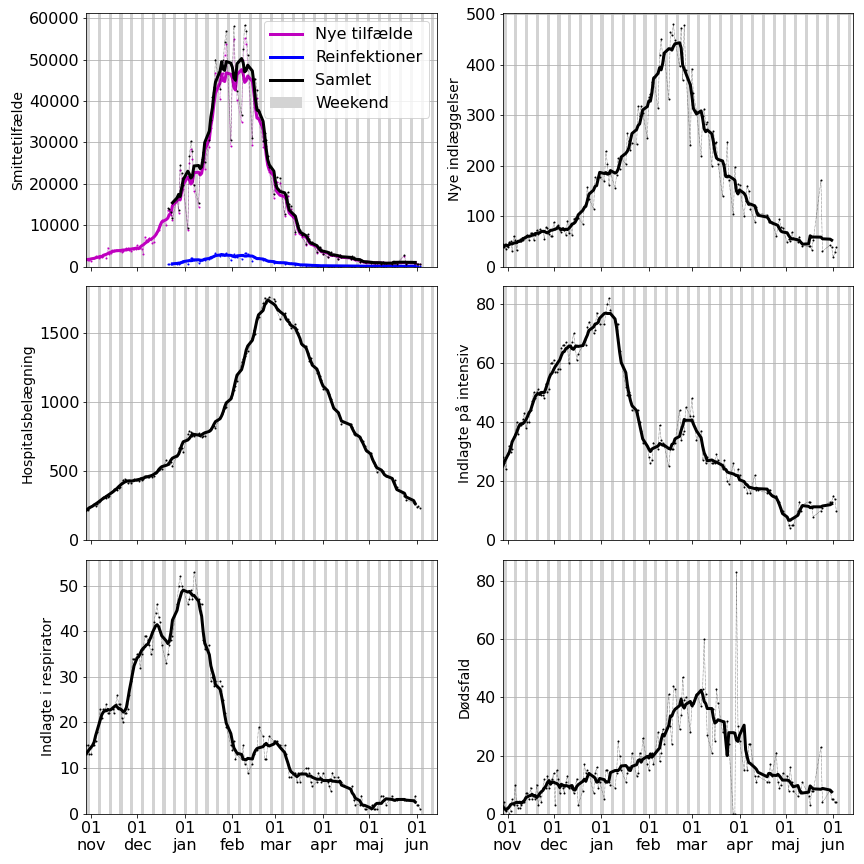 60000
50000
40000
30000
20000
10000
0
Smittetilfælde
Nye tilfælde
Reinfektioner
Samlet
Weekend
500
400
300
200
100
0
Nye indlæggelser
1500
1000
500
0
Hospitalsbelægning
80
60
40
20
0
Indlagte på intensiv
50
40
30
20
10
0
Indlagte i respirator
01 01 01 01 01 01 01 01
nov dec jan feb mar apr maj jun
80
60
40
20
0
Dødsfald
01 01 01 01 01 01 01 01
nov dec jan feb mar apr maj jun